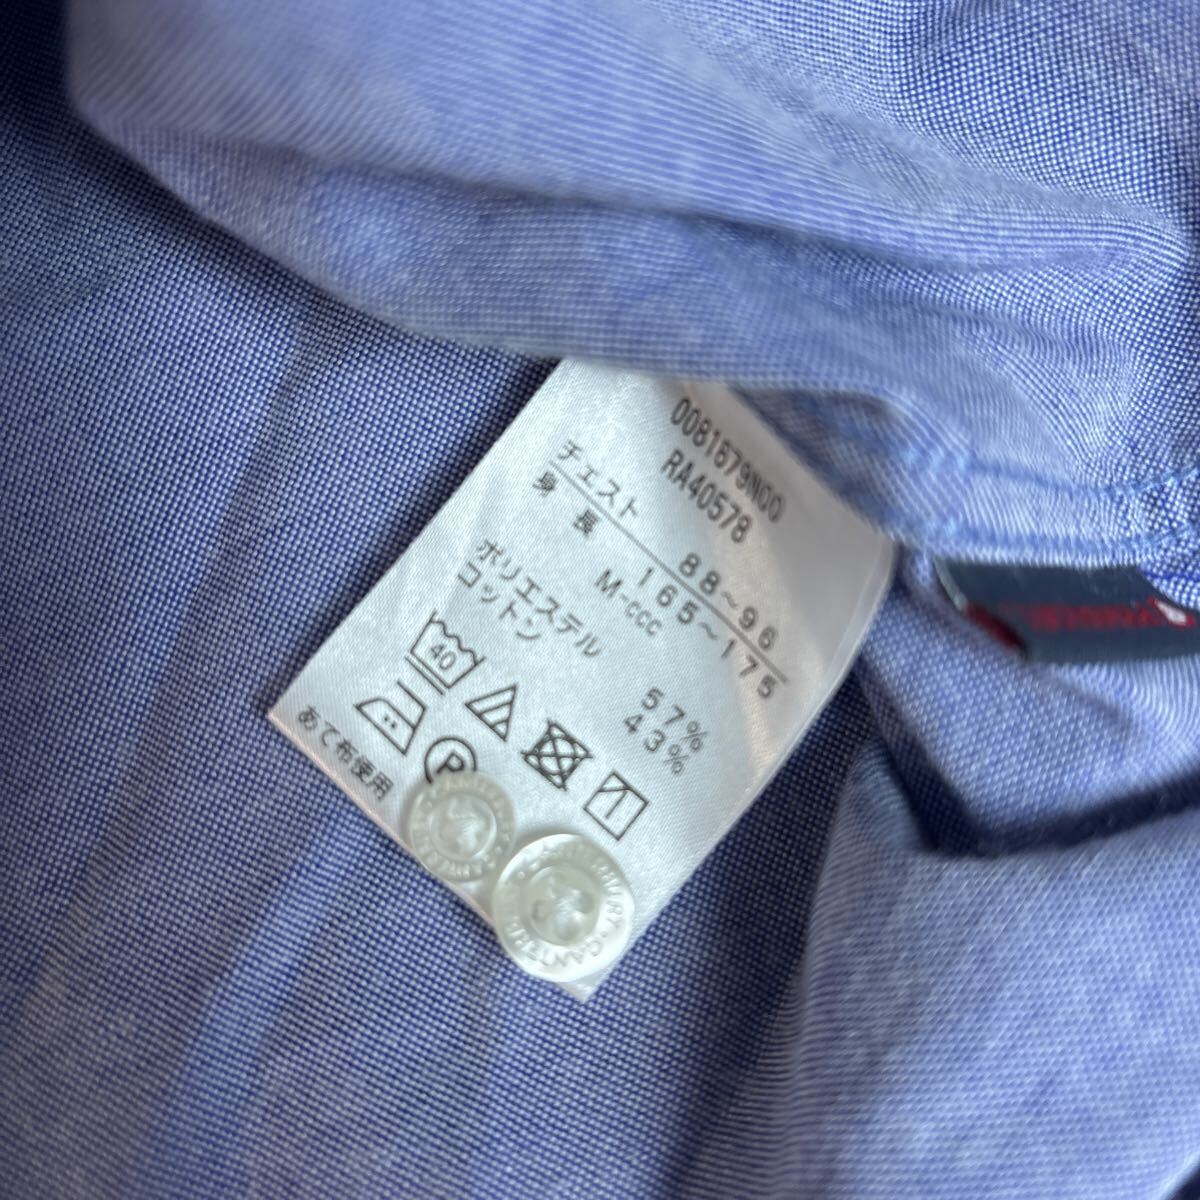 0081679N00
RA40578
チェスト 88~96
身長 165~175
M-ccc
ポリエステル 57%
コットン 43%
40
P
あて布使用
CANTERBURY